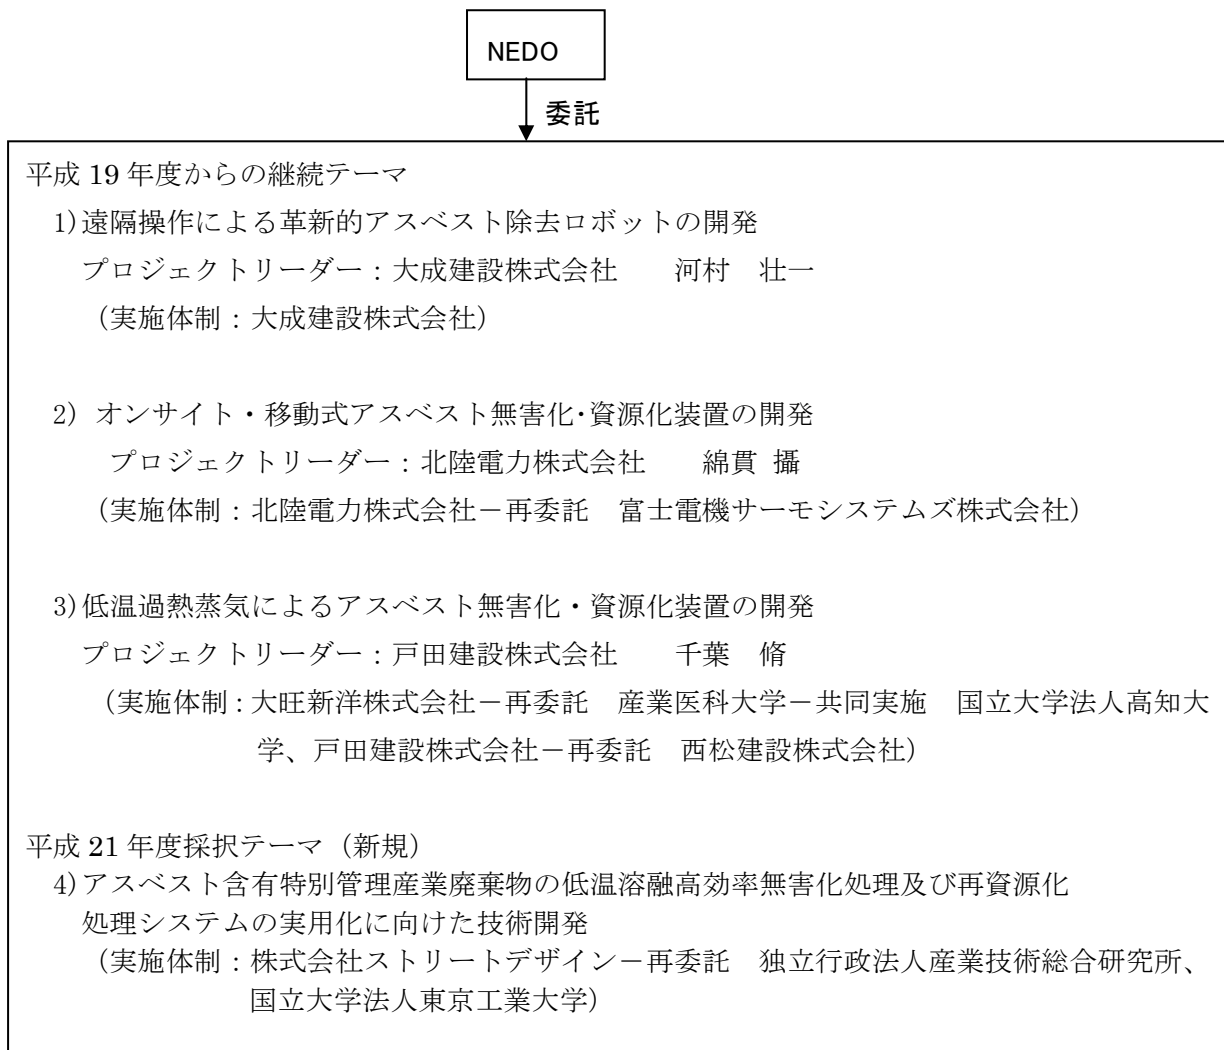 NEDO
委託
平成 19 年度からの継続テーマ
1)遠隔操作による革新的アスベスト除去ロボットの開発
プロジェクトリーダー：大成建設株式会社　　河村　壮一
（実施体制：大成建設株式会社）
2) オンサイト・移動式アスベスト無害化･資源化装置の開発
プロジェクトリーダー：北陸電力株式会社　　綿貫 攝
（実施体制：北陸電力株式会社－再委託　富士電機サーモシステムズ株式会社）
3)低温過熱蒸気によるアスベスト無害化・資源化装置の開発
プロジェクトリーダー：戸田建設株式会社　　千葉　脩
（実施体制：大旺新洋株式会社－再委託　産業医科大学－共同実施　国立大学法人高知大
学、戸田建設株式会社－再委託　西松建設株式会社）
平成 21 年度採択テーマ（新規）
4)アスベスト含有特別管理産業廃棄物の低温溶融高効率無害化処理及び再資源化
処理システムの実用化に向けた技術開発
（実施体制：株式会社ストリートデザイン－再委託　独立行政法人産業技術総合研究所、
国立大学法人東京工業大学）